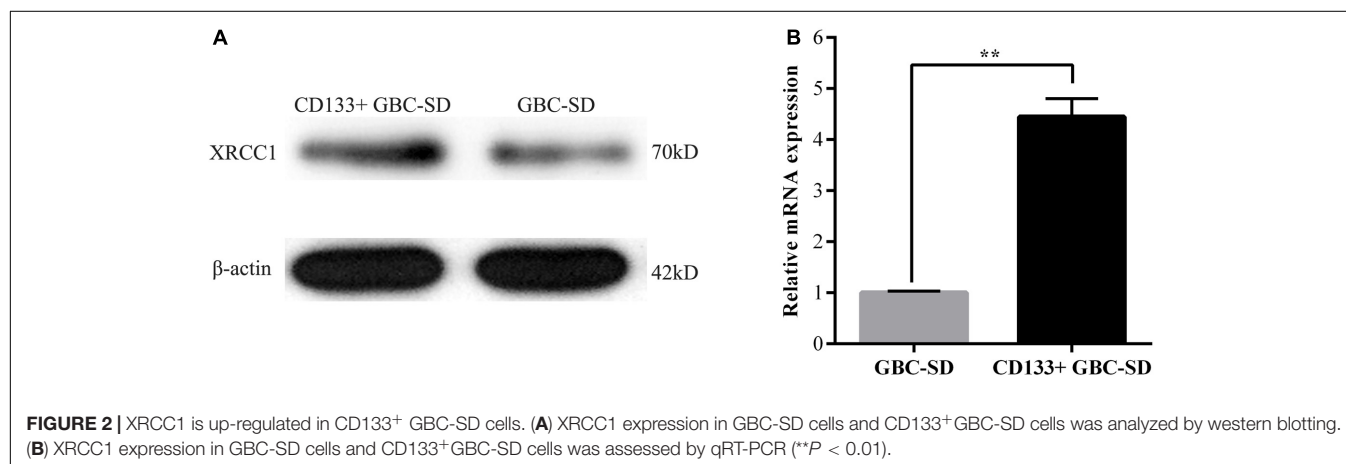 A
CD133+ GBC-SD GBC-SD
XRCC1 70kD
β-actin 42kD
B
**
Relative mRNA expression
6
5
4
3
2
1
0
GBC-SD CD133+ GBC-SD
FIGURE 2 | XRCC1 is up-regulated in CD133⁺ GBC-SD cells. (A) XRCC1 expression in GBC-SD cells and CD133⁺GBC-SD cells was analyzed by western blotting.
(B) XRCC1 expression in GBC-SD cells and CD133⁺GBC-SD cells was assessed by qRT-PCR (**P < 0.01).